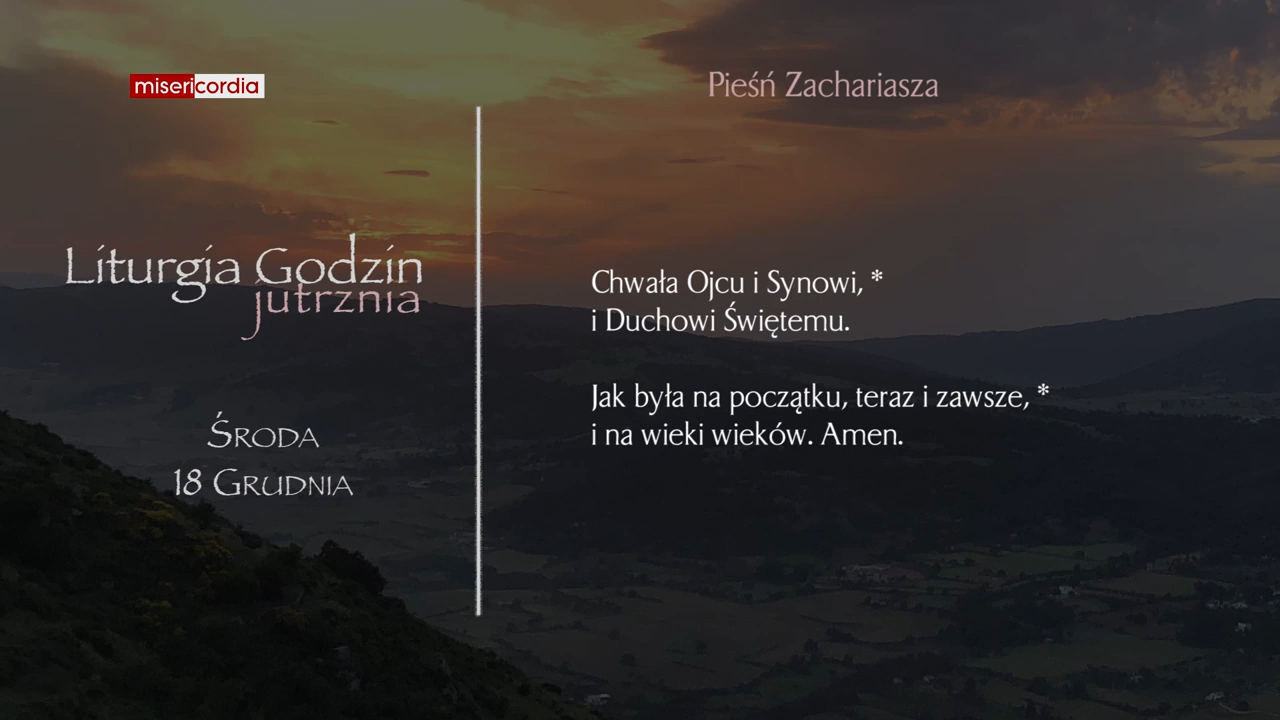 misericordia
Liturgia Godzin
jutrznia
Środa
18 Grudnia
Pieśń Zachariasza
Chwała Ojcu i Synowi, *
i Duchowi Świętemu.
Jak była na początku, teraz i zawsze, *
i na wieki wieków. Amen.